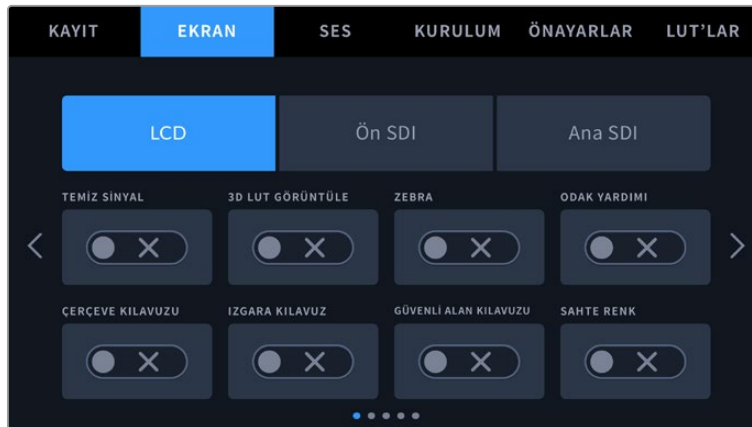 KAYIT EKRAN SES KURULUM ÖNAYARLAR LUT’LAR
LCD Ön SDI Ana SDI
TEMİZ SİNYAL 3D LUT GÖRÜNTÜLE ZEBRA ODAK YARDIMI
ÇERÇEVE KILAVUZU IZGARA KILAVUZ GÜVENLİ ALAN KILAVUZU SAHTE RENK